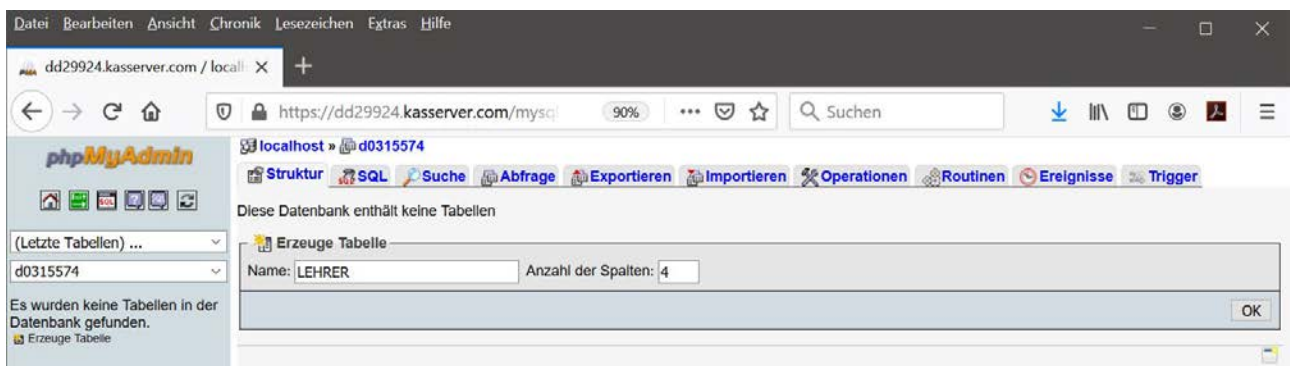 Datei Bearbeiten Ansicht Chronik Lesezeichen Extras Hilfe
dd29924.kasserver.com / local
https://dd29924.kasserver.com/mysq 90% Suchen
phpMyAdmin
localhost » d0315574
Struktur SQL Suche Abfrage Exportieren Importieren Operationen Routinen Ereignisse Trigger
Diese Datenbank enthält keine Tabellen
(Letzte Tabellen) ...
Erzeuge Tabelle
d0315574
Name: LEHRER Anzahl der Spalten: 4
Es wurden keine Tabellen in der
Datenbank gefunden.
Erzeuge Tabelle
OK